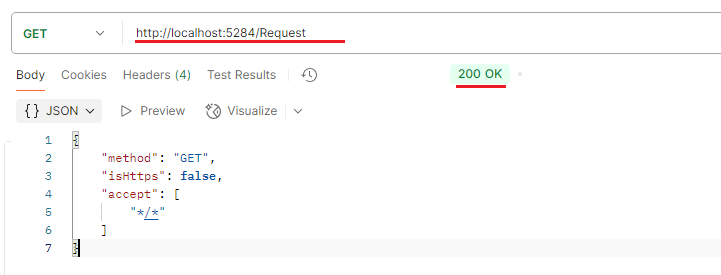 GET http://localhost:5284/Request
Body Cookies Headers (4) Test Results 200 OK
{} JSON Preview Visualize
1 {
2 "method": "GET",
3 "isHttps": false,
4 "accept": [
5 "*/*"
6 ]
7 }